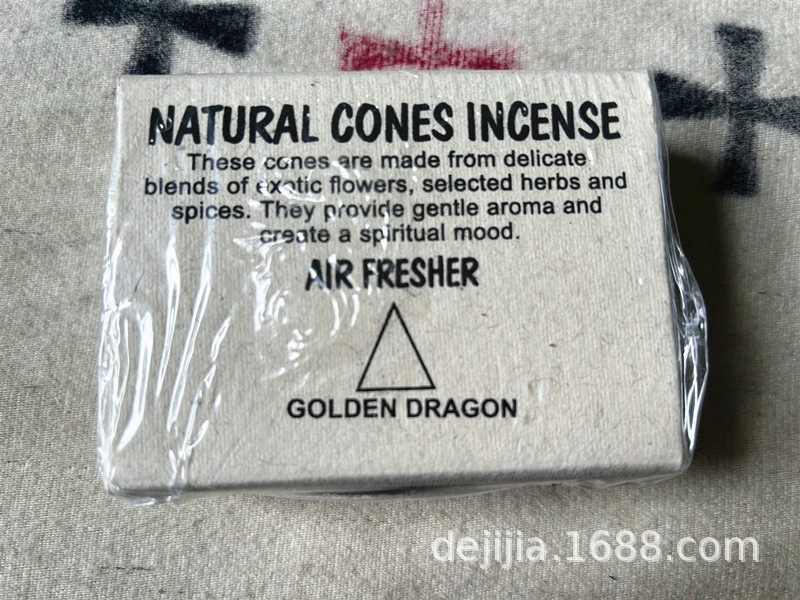 NATURAL CONES INCENSE
These cones are made from delicate
blends of exotic flowers, selected herbs and
spices. They provide gentle aroma and
create a spiritual mood.
AIR FRESHER
GOLDEN DRAGON
dejijia.1688.com